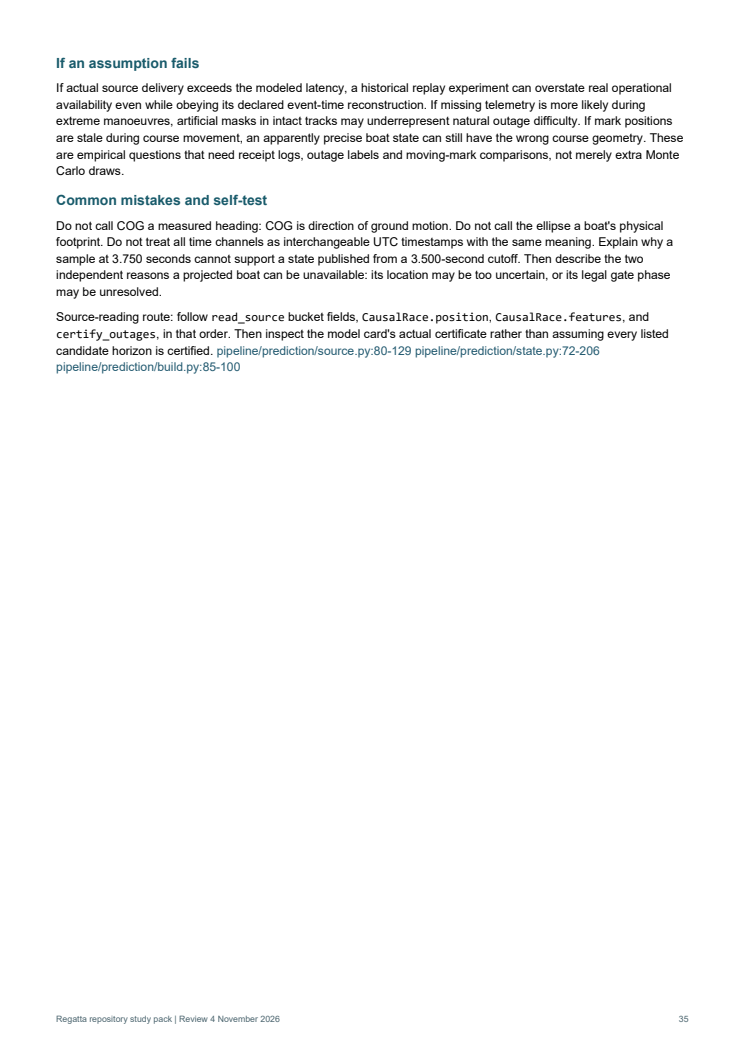 If an assumption fails
If actual source delivery exceeds the modeled latency, a historical replay experiment can overstate real operational
availability even while obeying its declared event-time reconstruction. If missing telemetry is more likely during
extreme manoeuvres, artificial masks in intact tracks may underrepresent natural outage difficulty. If mark positions
are stale during course movement, an apparently precise boat state can still have the wrong course geometry. These
are empirical questions that need receipt logs, outage labels and moving-mark comparisons, not merely extra Monte
Carlo draws.
Common mistakes and self-test
Do not call COG a measured heading: COG is direction of ground motion. Do not call the ellipse a boat's physical
footprint. Do not treat all time channels as interchangeable UTC timestamps with the same meaning. Explain why a
sample at 3.750 seconds cannot support a state published from a 3.500-second cutoff. Then describe the two
independent reasons a projected boat can be unavailable: its location may be too uncertain, or its legal gate phase
may be unresolved.
Source-reading route: follow read_source bucket fields, CausalRace.position, CausalRace.features, and
certify_outages, in that order. Then inspect the model card's actual certificate rather than assuming every listed
candidate horizon is certified. pipeline/prediction/source.py:80-129 pipeline/prediction/state.py:72-206
pipeline/prediction/build.py:85-100
Regatta repository study pack | Review 4 November 2026
35